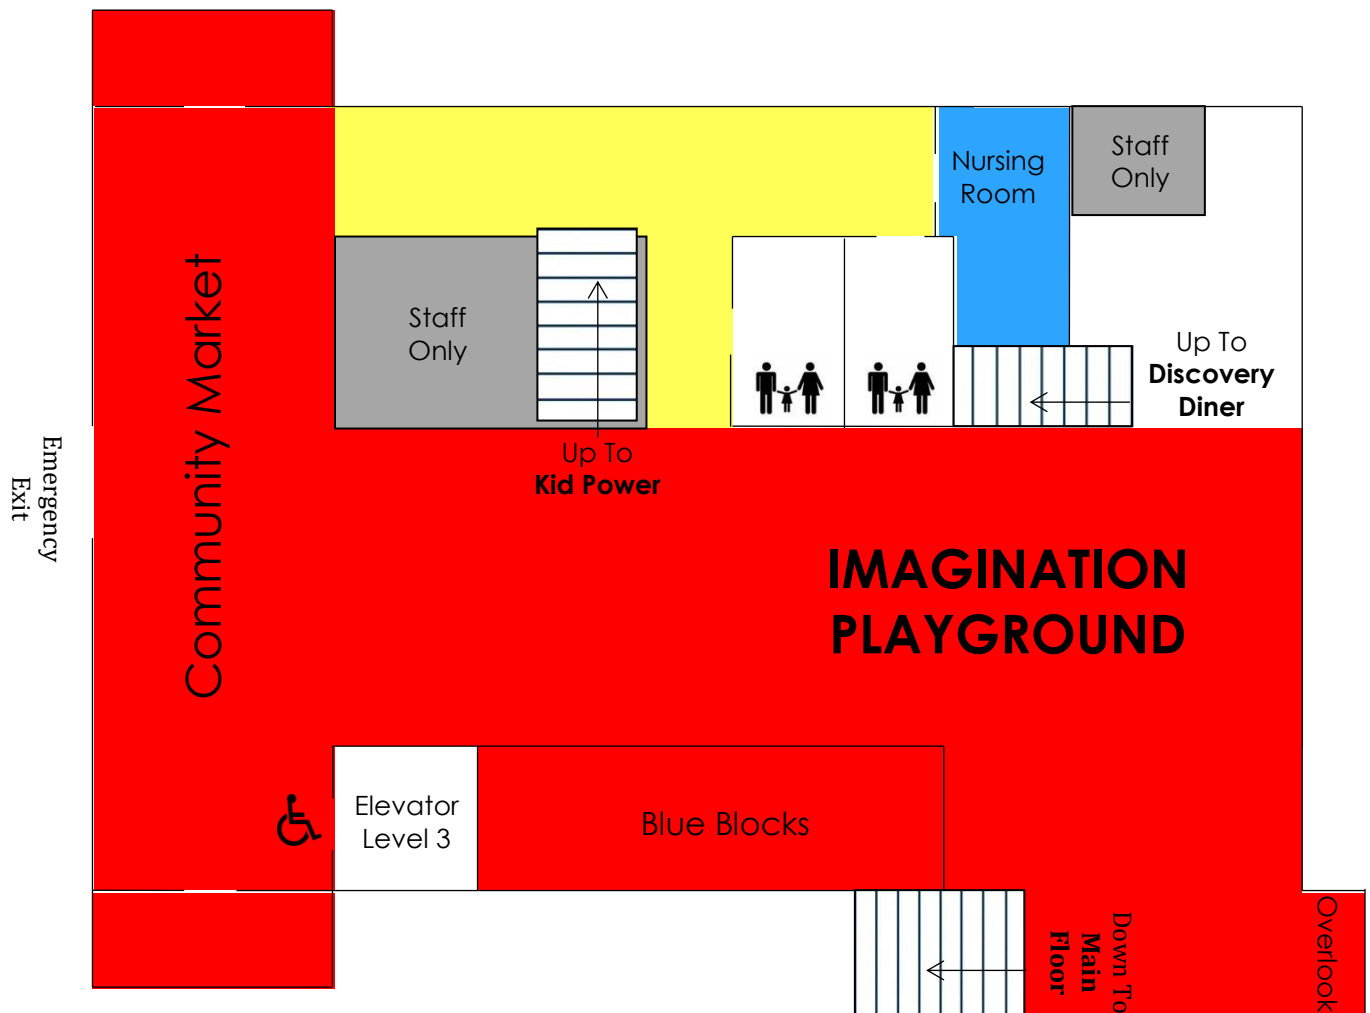 Nursing
Room
Staff
Only
Community Market
Staff
Only
Up To
Discovery
Diner
Emergency
Exit
Up To
Kid Power
IMAGINATION
PLAYGROUND
Elevator
Level 3
Blue Blocks
Down To
Main
Floor
Overlook